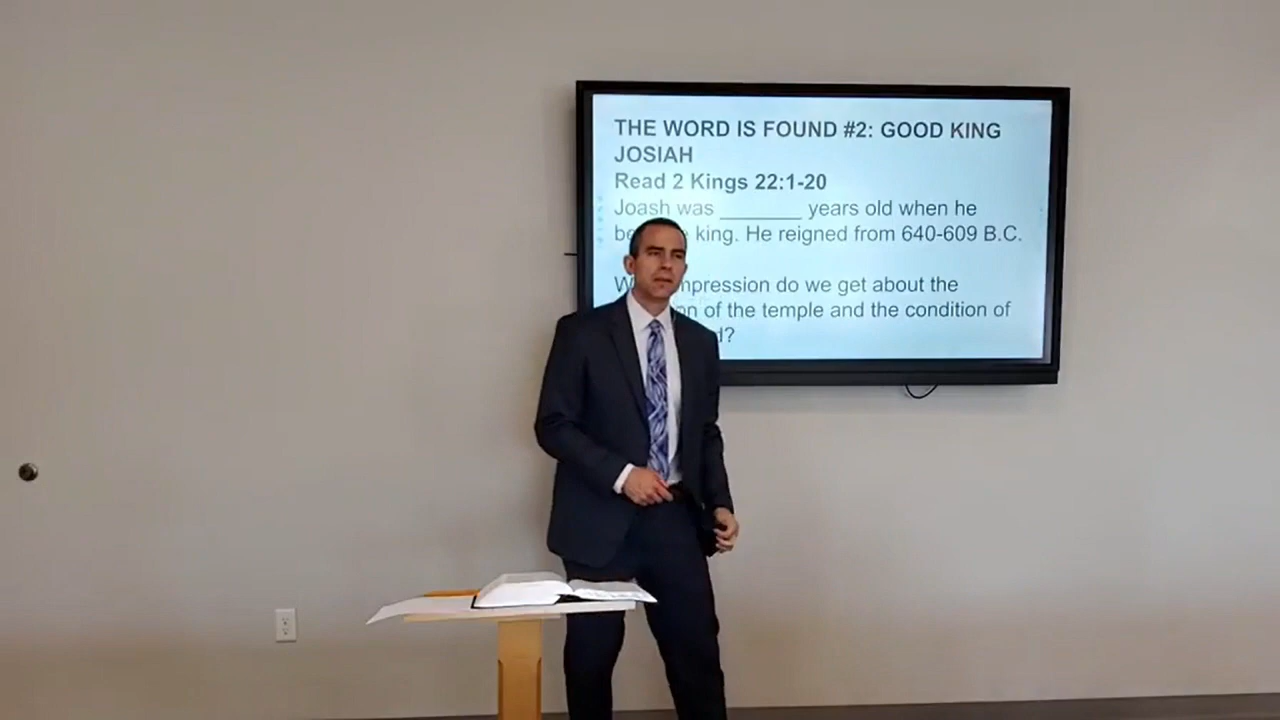 THE WORD IS FOUND #2: GOOD KING
JOSIAH
Read 2 Kings 22:1-20
Joash was _______ years old when he
king. He reigned from 640-609 B.C.
do we get about the
of the temple and the condition of